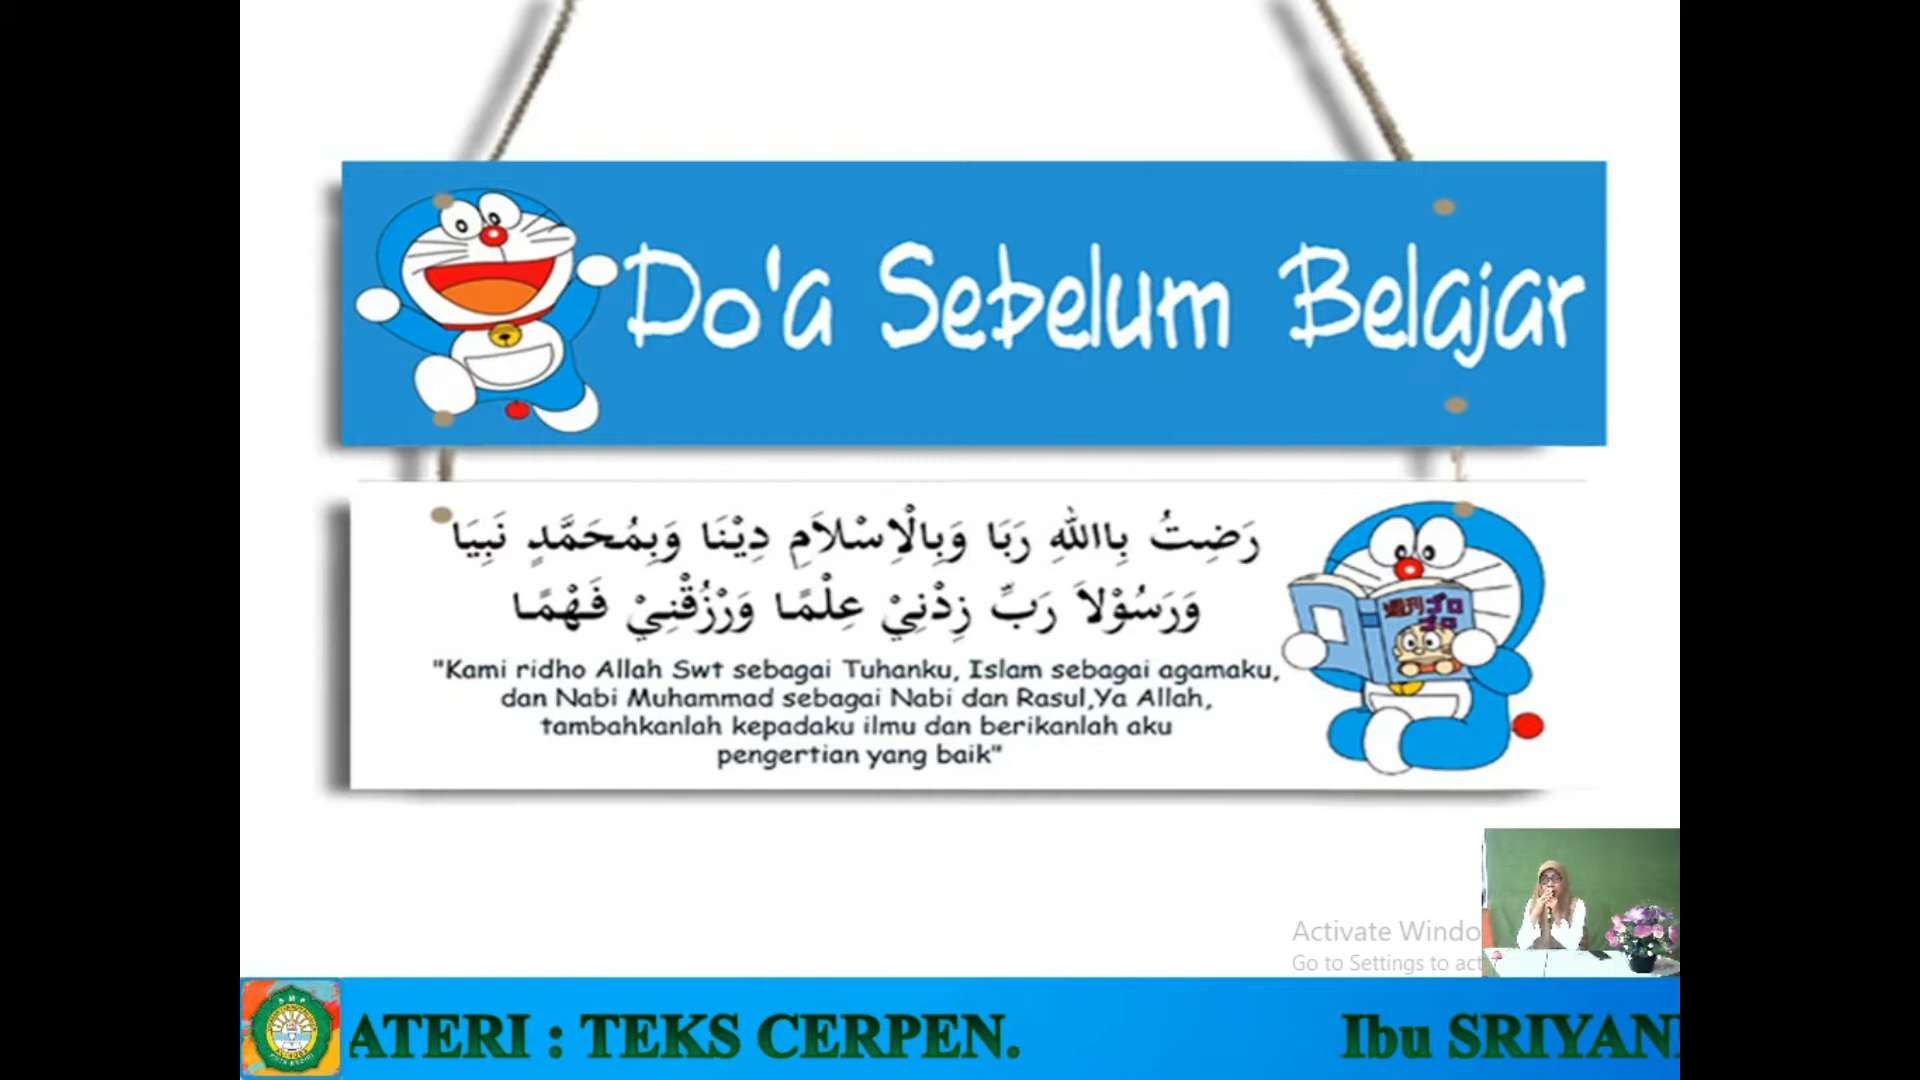 Do'a Sebelum Belajar
رَضِتُ بِااللهِ رَبَا وَبِالْاِسْلاَمِ دِيْنَا وَبِمُحَمَّدٍ نَبِيَا
وَرَسُوْلاَ رَبِّ زِدْنِيْ عِلْمًا وَرْزُقْنِيْ فَهْمًا
"Kami ridho Allah Swt sebagai Tuhanku, Islam sebagai agamaku,
dan Nabi Muhammad sebagai Nabi dan Rasul,Ya Allah,
tambahkanlah kepadaku ilmu dan berikanlah aku
pengertian yang baik"
Activate Windo
Go to Settings to act
ATERI : TEKS CERPEN. Ibu SRIYAN